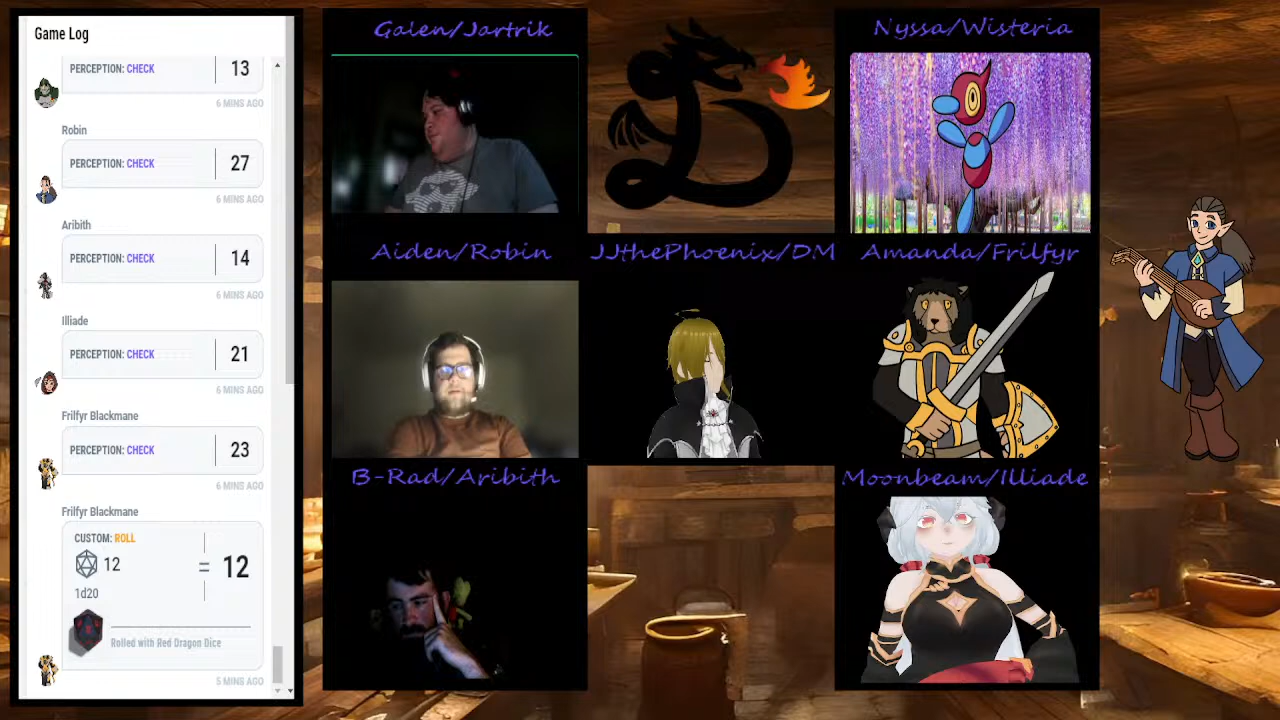 Game Log
PERCEPTION: CHECK
13
6 MINS AGO
Robin
PERCEPTION: CHECK
27
6 MINS AGO
Aribith
PERCEPTION: CHECK
14
6 MINS AGO
Illiade
PERCEPTION: CHECK
21
6 MINS AGO
Frilfyr Blackmane
PERCEPTION: CHECK
23
6 MINS AGO
Frilfyr Blackmane
CUSTOM: ROLL
12 = 12
1d20
Rolled with Red Dragon Dice
5 MINS AGO
Galen/Jartrik
Nyssa/Wisteria
Aiden/Robin
JJthePhoenix/DM
Amanda/Frilfyr
B-Rad/Aribith
Moonbeam/Illiade